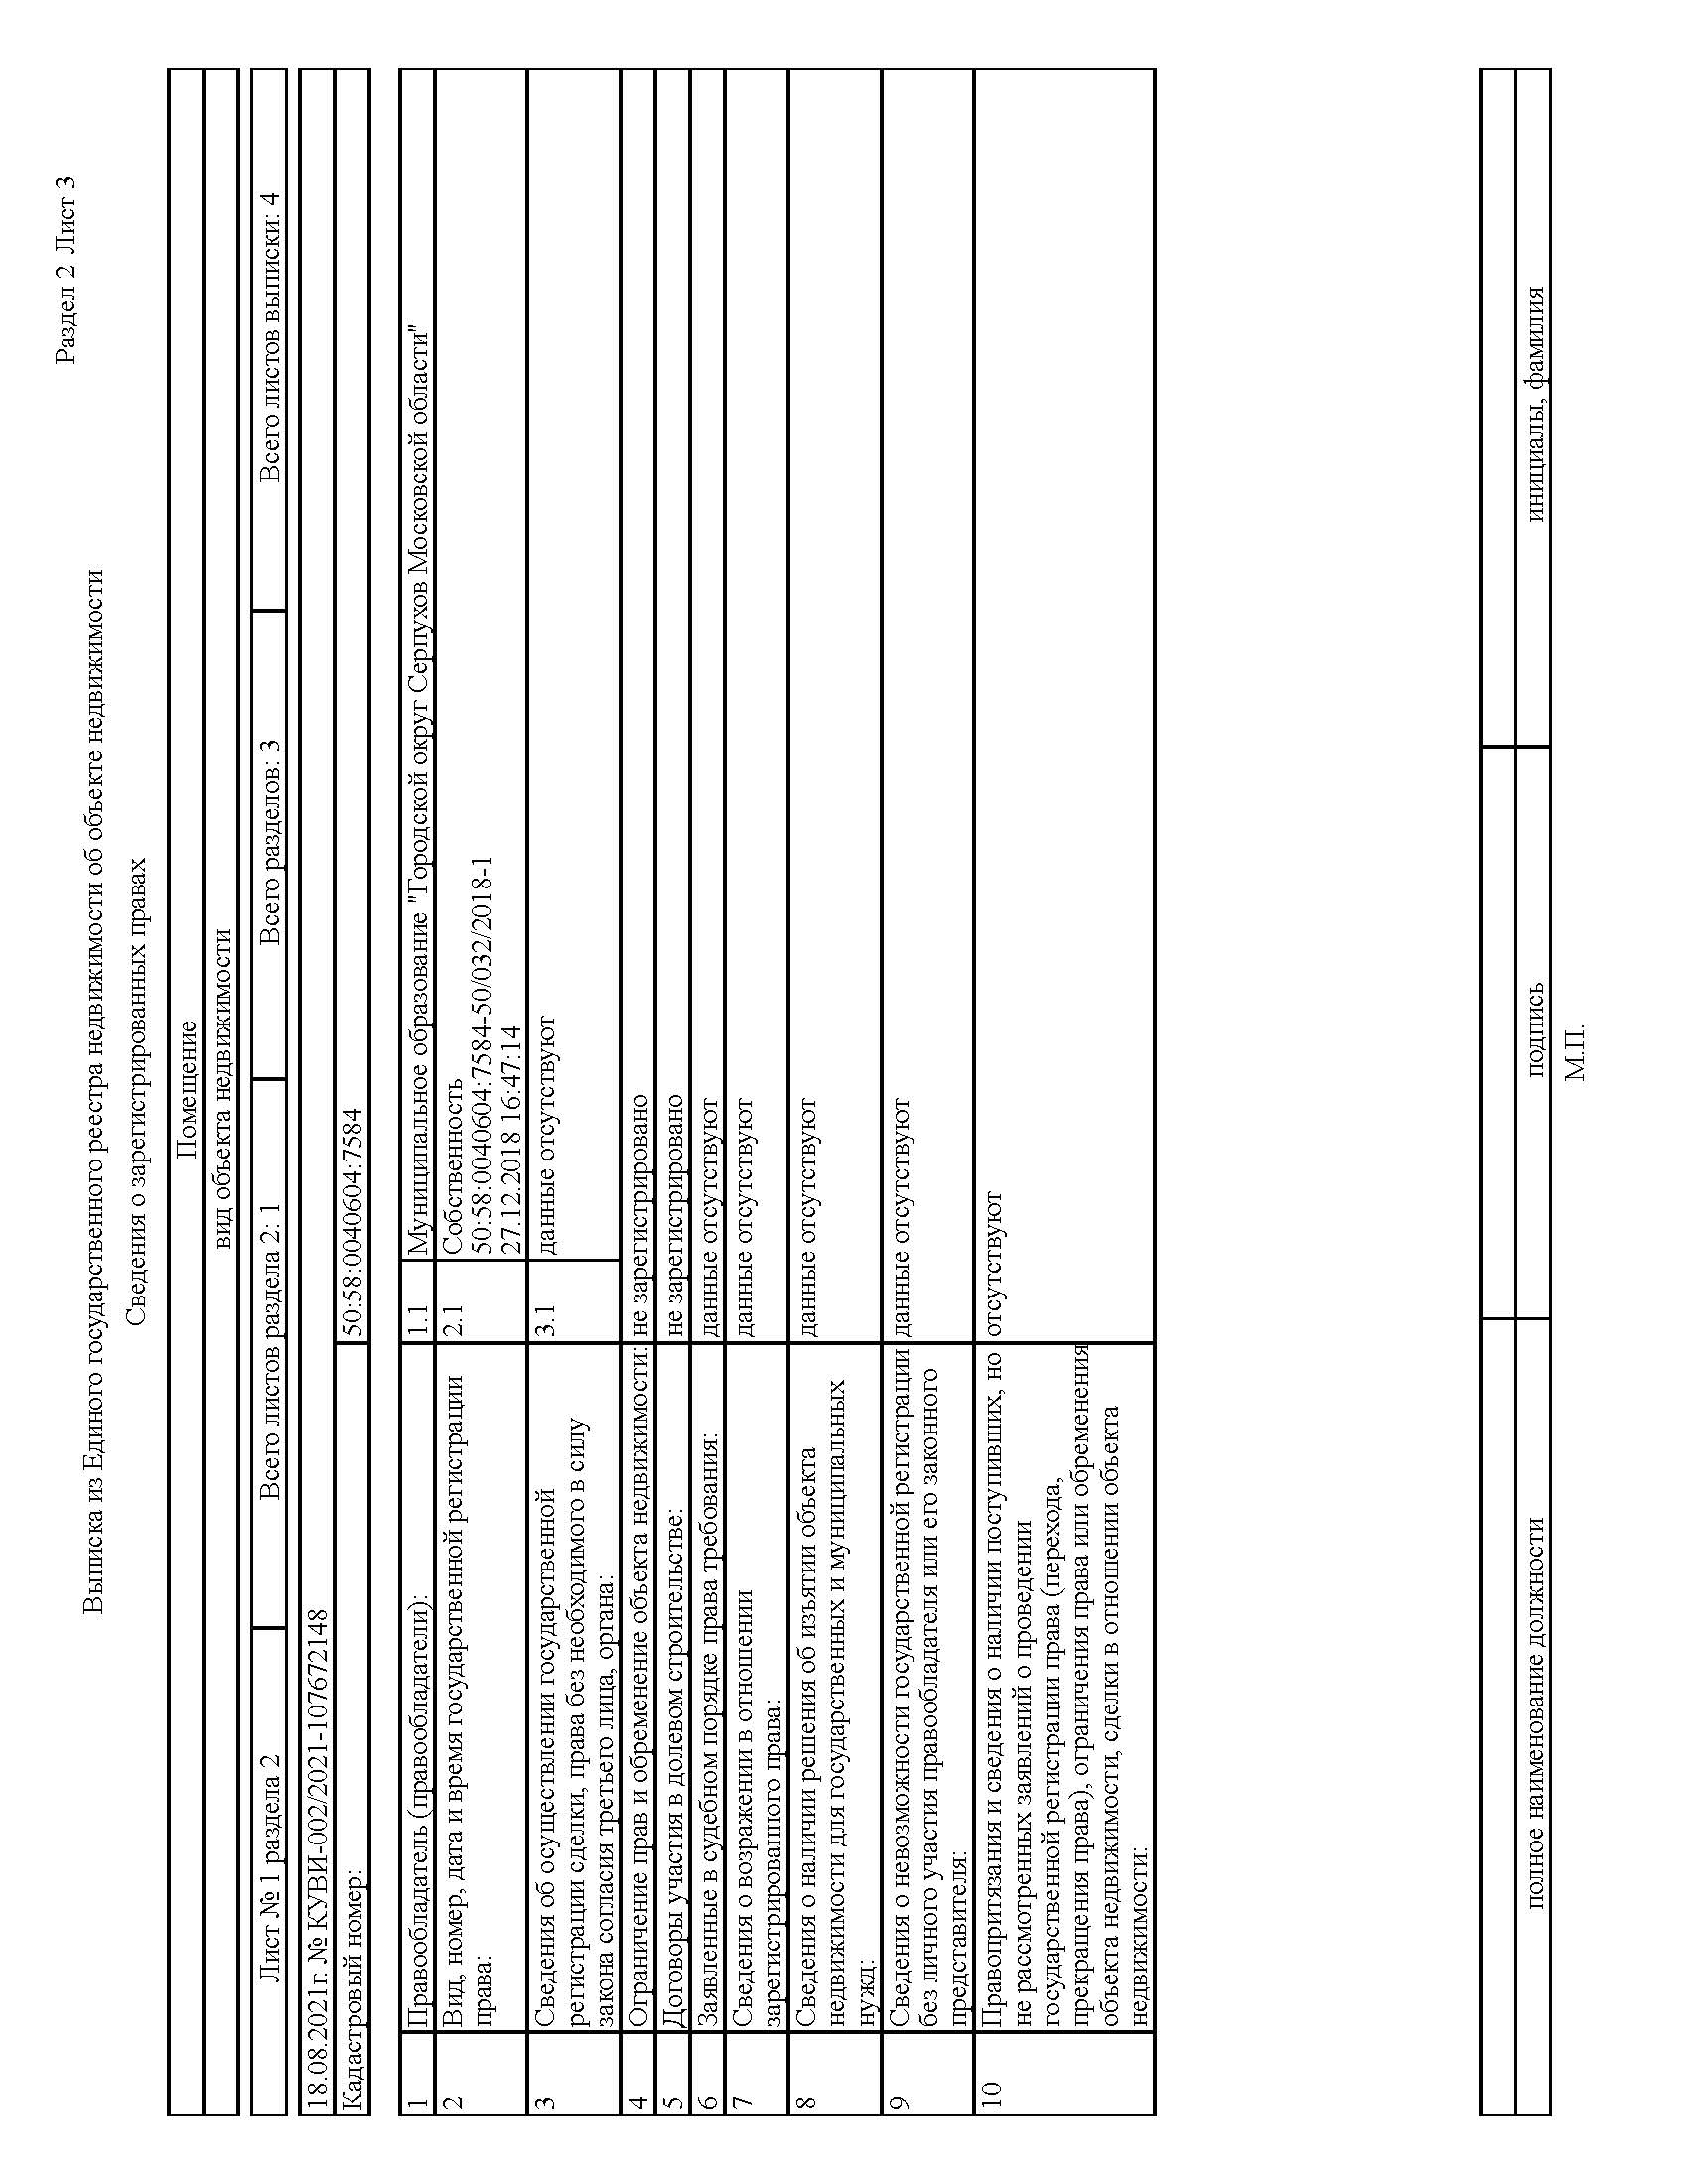 Раздел 2 Лист 3
Выписка из Единого государственного реестра недвижимости об объекте недвижимости
Сведения о зарегистрированных правах
Помещение
вид объекта недвижимости
Лист № 1 раздела 2 Всего листов раздела 2: 1 Всего разделов: 3 Всего листов выписки: 4
18.08.2021г. № КУВИ-002/2021-107672148
Кадастровый номер: 50:58:0040604:7584
1 Правообладатель (правообладатели): 1.1 Муниципальное образование "Городской округ Серпухов Московской области"
2 Вид, номер, дата и время государственной регистрации 2.1 Собственность
права: 50:58:0040604:7584-50/032/2018-1
27.12.2018 16:47:14
3 Сведения об осуществлении государственной 3.1 данные отсутствуют
регистрации сделки, права без необходимого в силу
закона согласия третьего лица, органа:
4 Ограничение прав и обременение объекта недвижимости: не зарегистрировано
5 Договоры участия в долевом строительстве: не зарегистрировано
6 Заявленные в судебном порядке права требования: данные отсутствуют
7 Сведения о возражении в отношении данные отсутствуют
зарегистрированного права:
8 Сведения о наличии решения об изъятии объекта данные отсутствуют
недвижимости для государственных и муниципальных
нужд:
9 Сведения о невозможности государственной регистрации данные отсутствуют
без личного участия правообладателя или его законного
представителя:
10 Правопритязания и сведения о наличии поступивших, но отсутствуют
не рассмотренных заявлений о проведении
государственной регистрации права (перехода,
прекращения права), ограничения права или обременения
объекта недвижимости, сделки в отношении объекта
недвижимости:
полное наименование должности подпись инициалы, фамилия
М.П.